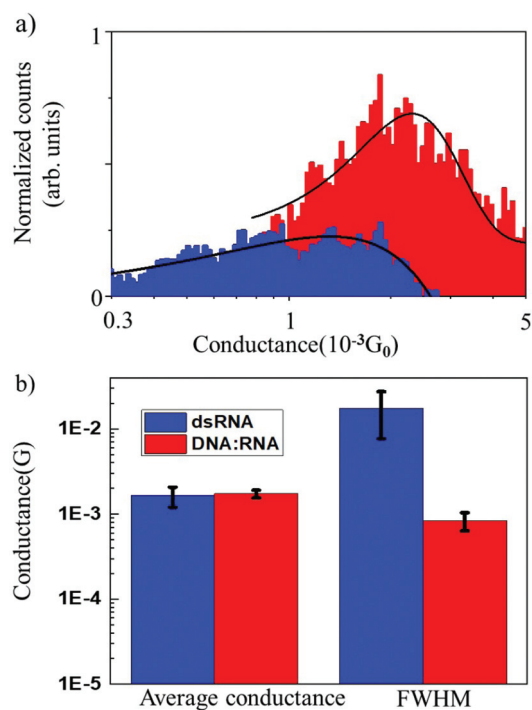 a)
1
Normalized counts
(arb. units)
0
0.3
1
5
Conductance(10⁻³G₀)
b)
Conductance(G)
1E-2
1E-3
1E-4
1E-5
dsRNA
DNA:RNA
Average conductance
FWHM